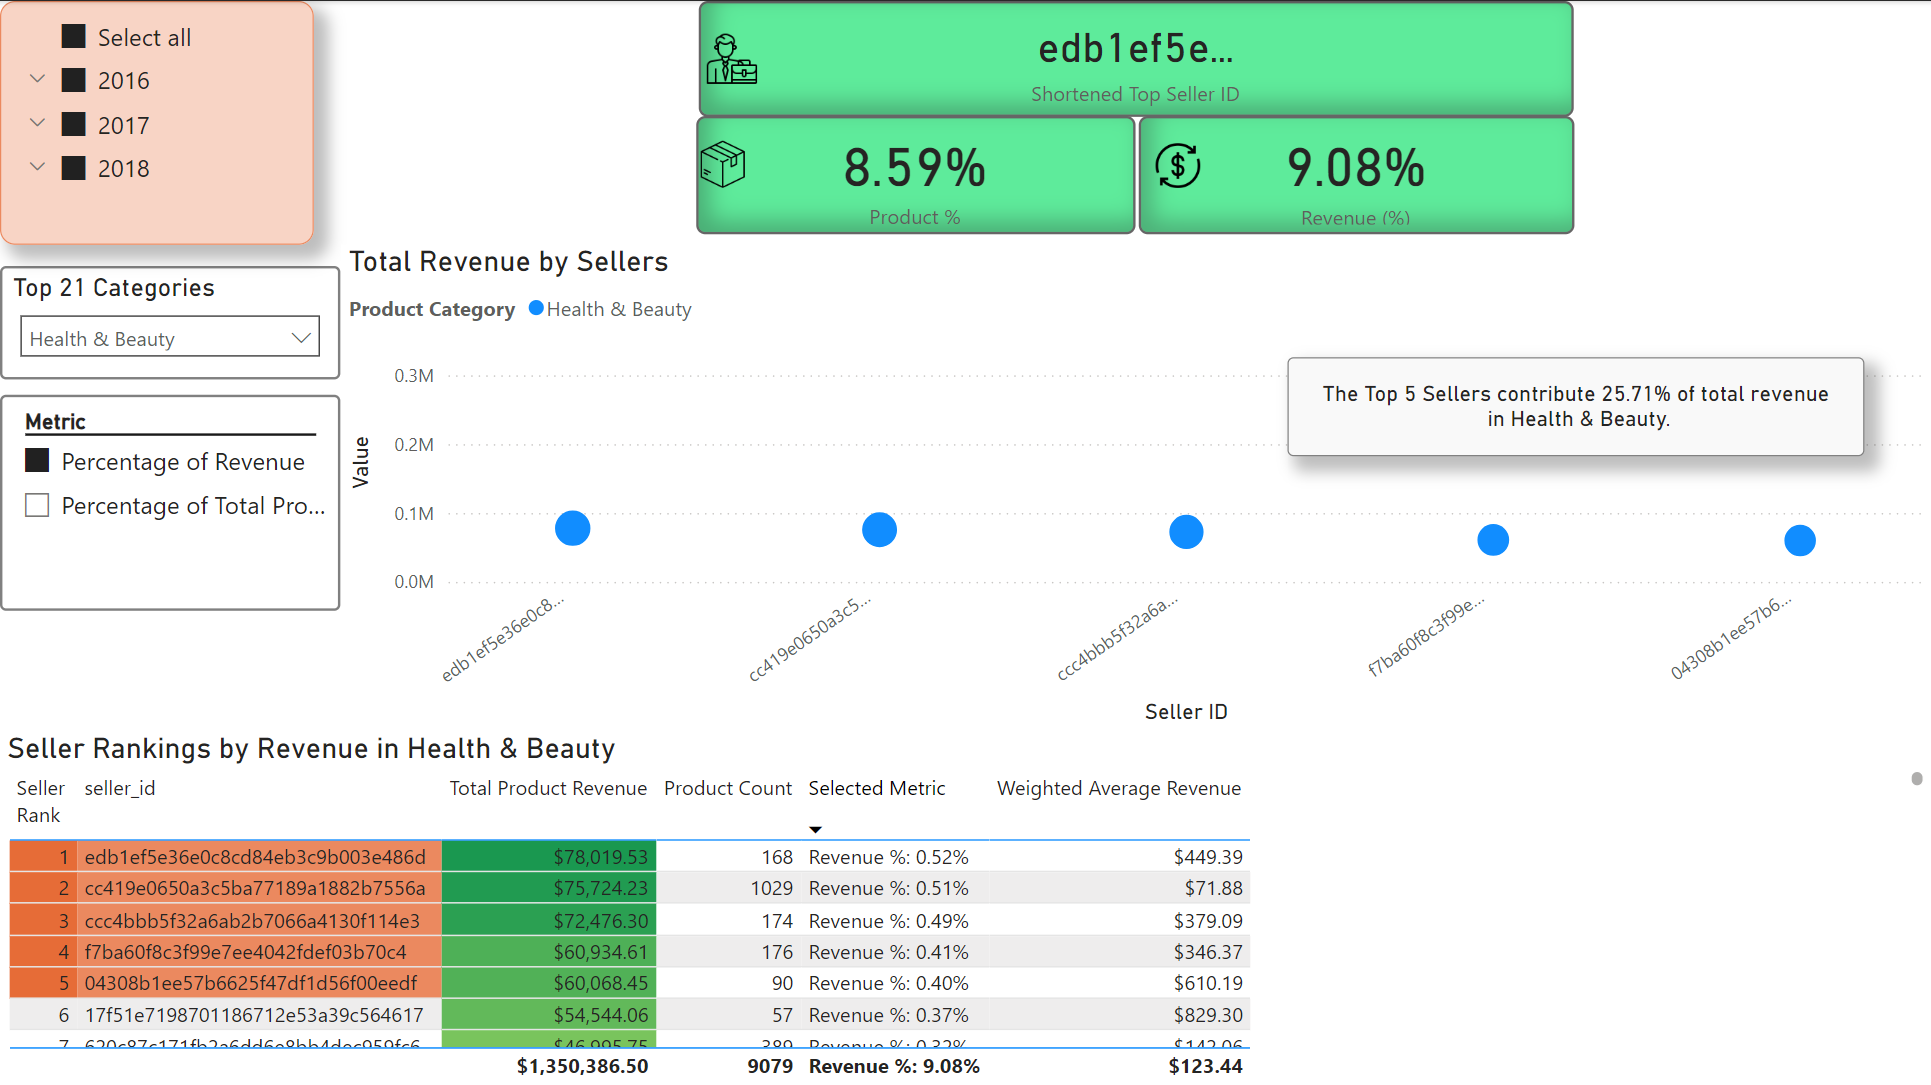 Select all
2016
2017
2018
edb1ef5e...
Shortened Top Seller ID
8.59%
Product %
9.08%
Revenue (%)
Top 21 Categories
Health & Beauty
Metric
Percentage of Revenue
Percentage of Total Pro...
Total Revenue by Sellers
Product Category Health & Beauty
The Top 5 Sellers contribute 25.71% of total revenue
in Health & Beauty.
Value
0.3M
0.2M
0.1M
0.0M
edb1ef5e36e0c8...
cc419e0650a3c5...
ccc4bbb5f32a6a...
f7ba60f8c3f99e...
04308b1ee57b6...
Seller ID
Seller Rankings by Revenue in Health & Beauty
Seller Rank seller_id Total Product Revenue Product Count Selected Metric Weighted Average Revenue
1 edb1ef5e36e0c8cd84eb3c9b003e486d $78,019.53 168 Revenue %: 0.52% $449.39
2 cc419e0650a3c5ba77189a1882b7556a $75,724.23 1029 Revenue %: 0.51% $71.88
3 ccc4bbb5f32a6ab2b7066a4130f114e3 $72,476.30 174 Revenue %: 0.49% $379.09
4 f7ba60f8c3f99e7ee4042fdef03b70c4 $60,934.61 176 Revenue %: 0.41% $346.37
5 04308b1ee57b6625f47df1d56f00eedf $60,068.45 90 Revenue %: 0.40% $610.19
6 17f51e7198701186712e53a39c564617 $54,544.06 57 Revenue %: 0.37% $829.30
7
$1,350,386.50 9079 Revenue %: 9.08% $123.44